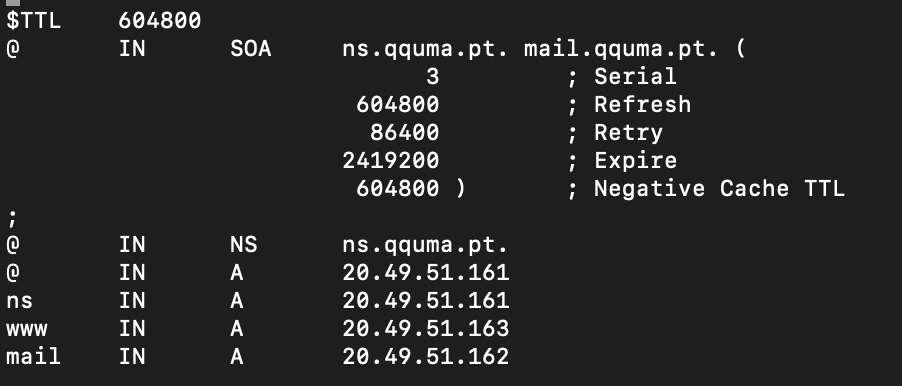 $TTL    604800
@       IN      SOA     ns.qquma.pt. mail.qquma.pt. (
                              3         ; Serial
                         604800         ; Refresh
                          86400         ; Retry
                        2419200         ; Expire
                         604800 )       ; Negative Cache TTL
;
@       IN      NS      ns.qquma.pt.
@       IN      A       20.49.51.161
ns      IN      A       20.49.51.161
www     IN      A       20.49.51.163
mail    IN      A       20.49.51.162